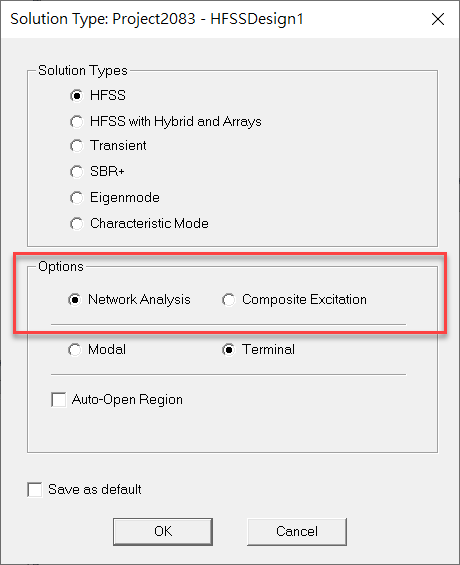 Solution Type: Project2083 - HFSSDesign1
Solution Types
HFSS
HFSS with Hybrid and Arrays
Transient
SBR+
Eigenmode
Characteristic Mode
Options
Network Analysis Composite Excitation
Modal Terminal
Auto-Open Region
Save as default
OK Cancel